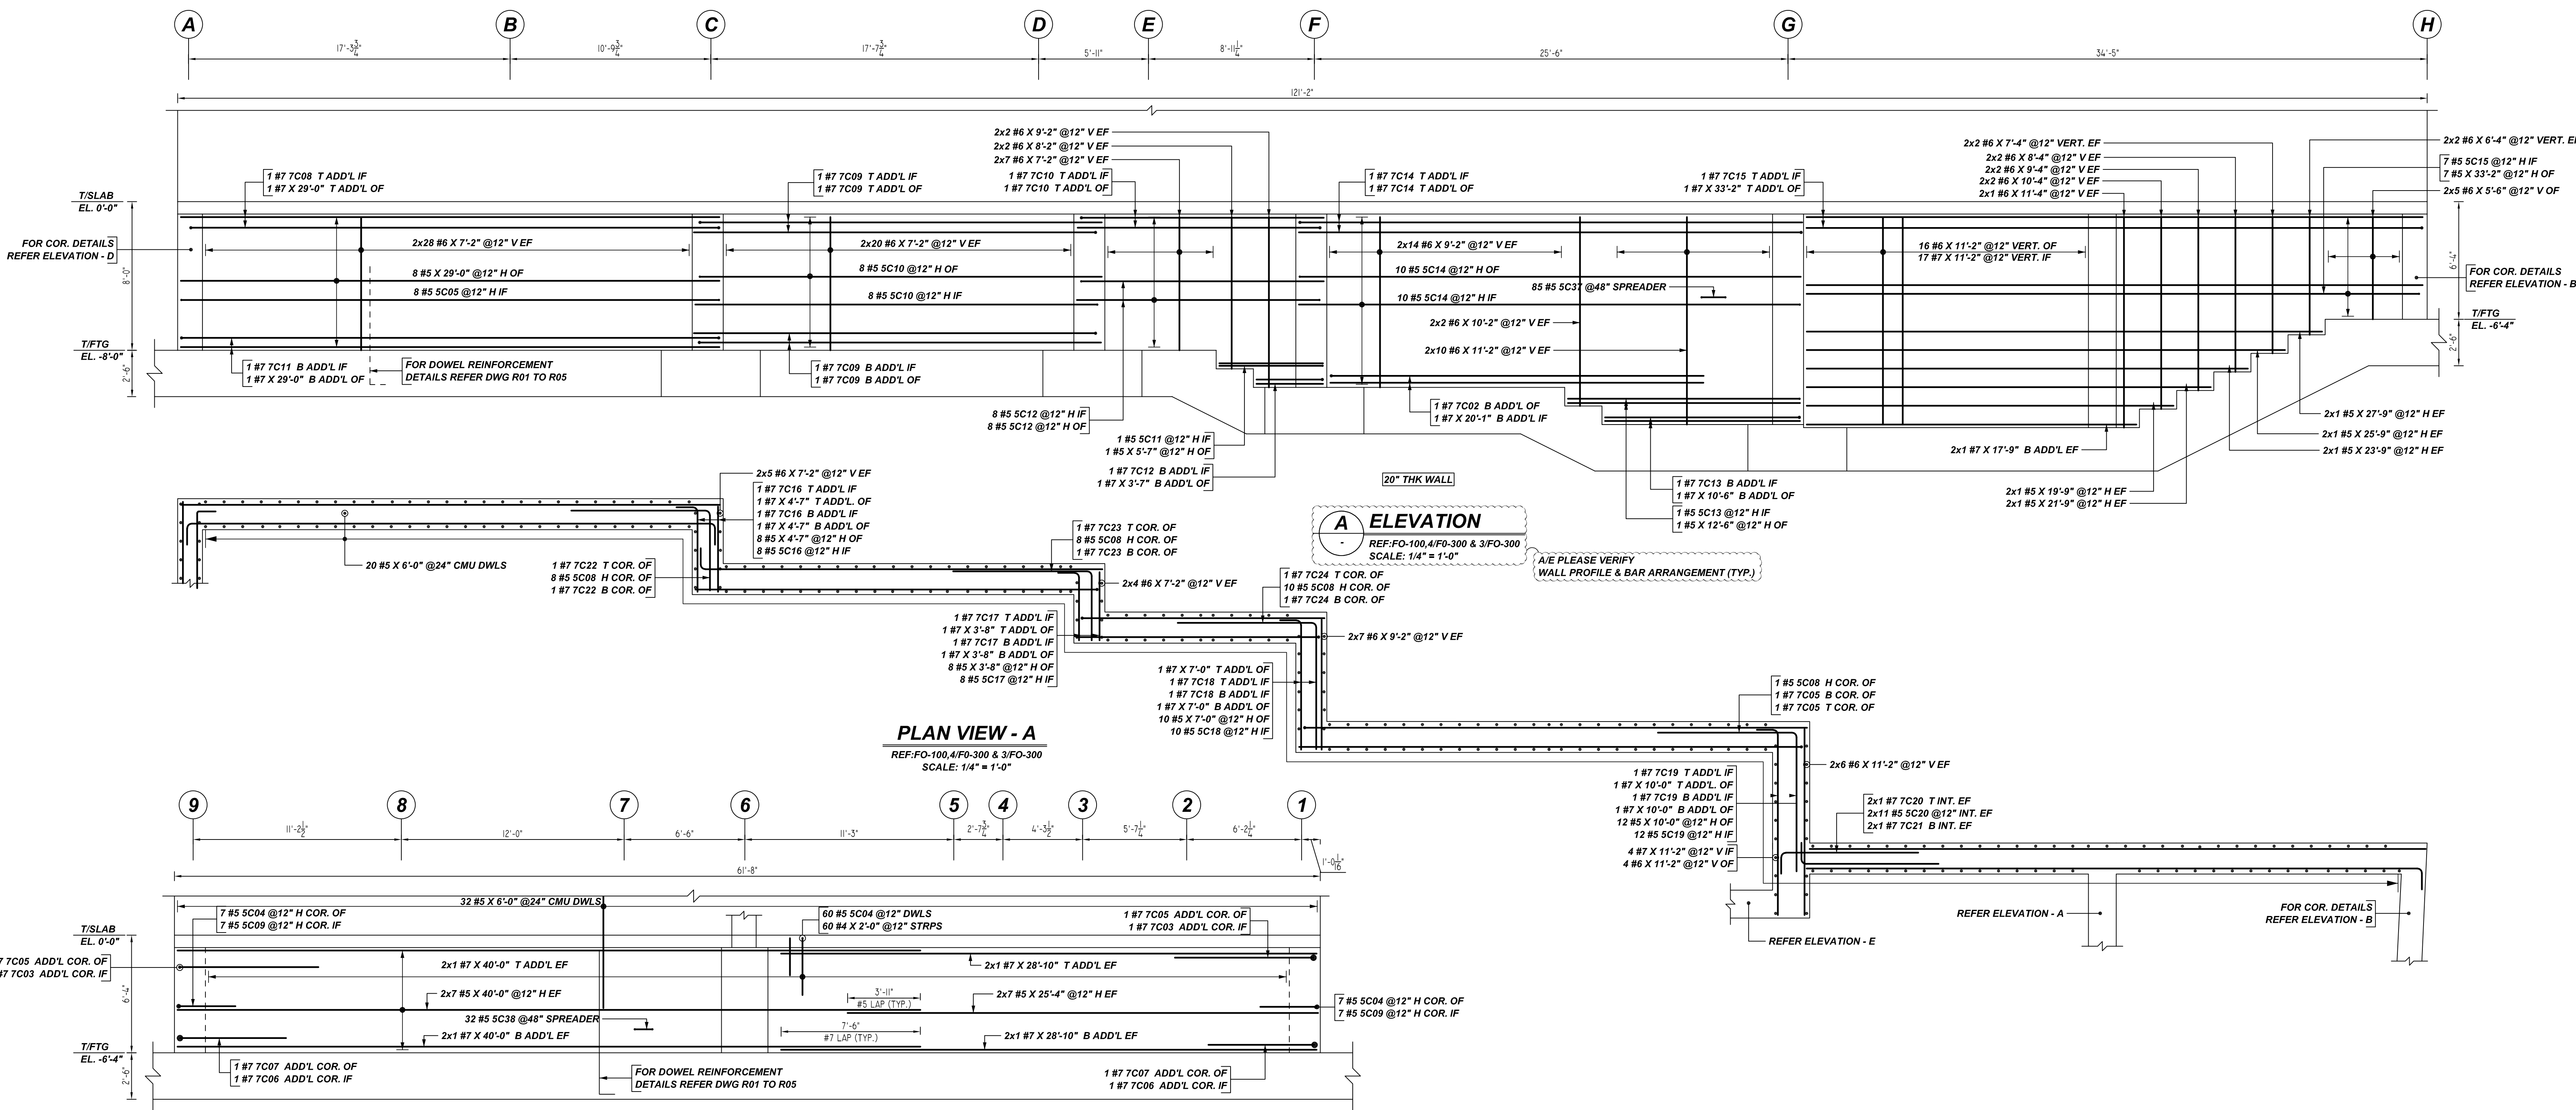 A B C D E F G H
17'-3 3/4" 10'-9 3/4" 17'-7 3/4" 5'-11" 8'-11 1/4" 25'-6" 34'-5"
121'-2"
2x2 #6 X 9'-2" @12" V EF
2x2 #6 X 8'-2" @12" V EF
2x7 #6 X 7'-2" @12" V EF
2x2 #6 X 7'-4" @12" VERT. EF
2x2 #6 X 8'-4" @12" V EF
2x2 #6 X 9'-4" @12" V EF
2x2 #6 X 10'-4" @12" V EF
2x1 #6 X 11'-4" @12" V EF
2x2 #6 X 6'-4" @12" VERT.
7 #5 5C15 @12" H IF
7 #5 X 33'-2" @12" H OF
2x5 #6 X 5'-6" @12" V OF
1 #7 7C08 T ADD'L IF
1 #7 X 29'-0" T ADD'L OF
1 #7 7C09 T ADD'L IF
1 #7 7C09 T ADD'L OF
1 #7 7C10 T ADD'L IF
1 #7 7C10 T ADD'L OF
1 #7 7C14 T ADD'L IF
1 #7 7C14 T ADD'L OF
1 #7 7C15 T ADD'L IF
1 #7 X 33'-2" T ADD'L OF
T/SLAB
EL. 0'-0"
FOR COR. DETAILS
REFER ELEVATION - D
8'-0"
T/FTG
EL. -8'-0"
2'-6"
2x28 #6 X 7'-2" @12" V EF
8 #5 X 29'-0" @12" H OF
8 #5 5C05 @12" H IF
2x20 #6 X 7'-2" @12" V EF
8 #5 5C10 @12" H OF
8 #5 5C10 @12" H IF
2x14 #6 X 9'-2" @12" V EF
10 #5 5C14 @12" H OF
10 #5 5C14 @12" H IF
85 #5 5C37 @48" SPREADER
2x2 #6 X 10'-2" @12" V EF
2x10 #6 X 11'-2" @12" V EF
16 #6 X 11'-2" @12" VERT. OF
17 #7 X 11'-2" @12" VERT. IF
6'-4"
FOR COR. DETAILS
REFER ELEVATION - B
T/FTG
EL. -6'-4"
2'-6"
1 #7 7C11 B ADD'L IF
1 #7 X 29'-0" B ADD'L OF
FOR DOWEL REINFORCEMENT
DETAILS REFER DWG R01 TO R05
1 #7 7C09 B ADD'L IF
1 #7 7C09 B ADD'L OF
8 #5 5C12 @12" H IF
8 #5 5C12 @12" H OF
1 #5 5C11 @12" H IF
1 #5 X 5'-7" @12" H OF
1 #7 7C12 B ADD'L IF
1 #7 X 3'-7" B ADD'L OF
1 #7 7C02 B ADD'L OF
1 #7 X 20'-1" B ADD'L IF
1 #7 7C13 B ADD'L IF
1 #7 X 10'-6" B ADD'L OF
1 #5 5C13 @12" H IF
1 #5 X 12'-6" @12" H OF
2x1 #7 X 17'-9" B ADD'L EF
2x1 #5 X 19'-9" @12" H EF
2x1 #5 X 21'-9" @12" H EF
2x1 #5 X 27'-9" @12" H EF
2x1 #5 X 25'-9" @12" H EF
2x1 #5 X 23'-9" @12" H EF
20" THK WALL
A
-
ELEVATION
REF:FO-100,4/FO-300 & 3/FO-300
SCALE: 1/4" = 1'-0"
A/E PLEASE VERIFY
WALL PROFILE & BAR ARRANGEMENT (TYP.)
2x5 #6 X 7'-2" @12" V EF
1 #7 7C16 T ADD'L IF
1 #7 X 4'-7" T ADD'L. OF
1 #7 7C16 B ADD'L IF
1 #7 X 4'-7" B ADD'L OF
8 #5 X 4'-7" @12" H OF
8 #5 5C16 @12" H IF
20 #5 X 6'-0" @24" CMU DWLS
1 #7 7C22 T COR. OF
8 #5 5C08 H COR. OF
1 #7 7C22 B COR. OF
1 #7 7C23 T COR. OF
8 #5 5C08 H COR. OF
1 #7 7C23 B COR. OF
2x4 #6 X 7'-2" @12" V EF
1 #7 7C17 T ADD'L IF
1 #7 X 3'-8" T ADD'L OF
1 #7 7C17 B ADD'L IF
1 #7 X 3'-8" B ADD'L OF
8 #5 X 3'-8" @12" H OF
8 #5 5C17 @12" H IF
1 #7 7C24 T COR. OF
10 #5 5C08 H COR. OF
1 #7 7C24 B COR. OF
2x7 #6 X 9'-2" @12" V EF
1 #7 X 7'-0" T ADD'L OF
1 #7 7C18 T ADD'L IF
1 #7 7C18 B ADD'L IF
1 #7 X 7'-0" B ADD'L OF
10 #5 X 7'-0" @12" H OF
10 #5 5C18 @12" H IF
1 #5 5C08 H COR. OF
1 #7 7C05 B COR. OF
1 #7 7C05 T COR. OF
2x6 #6 X 11'-2" @12" V EF
1 #7 7C19 T ADD'L IF
1 #7 X 10'-0" T ADD'L. OF
1 #7 7C19 B ADD'L IF
1 #7 X 10'-0" B ADD'L OF
12 #5 X 10'-0" @12" H OF
12 #5 5C19 @12" H IF
4 #7 X 11'-2" @12" V IF
4 #6 X 11'-2" @12" V OF
2x1 #7 7C20 T INT. EF
2x11 #5 5C20 @12" INT. EF
2x1 #7 7C21 B INT. EF
REFER ELEVATION - E
REFER ELEVATION - A
FOR COR. DETAILS
REFER ELEVATION - B
PLAN VIEW - A
REF:FO-100,4/F0-300 & 3/FO-300
SCALE: 1/4" = 1'-0"
9 8 7 6 5 4 3 2 1
11'-2 1/2" 12'-0" 6'-6" 11'-3" 2'-7 3/4" 4'-3 1/2" 5'-7 1/4" 6'-2 1/4" 1'-0 1/16"
61'-8"
32 #5 X 6'-0" @24" CMU DWLS
7 #5 5C04 @12" H COR. OF
7 #5 5C09 @12" H COR. IF
60 #5 5C04 @12" DWLS
60 #4 X 2'-0" @12" STRPS
1 #7 7C05 ADD'L COR. OF
1 #7 7C03 ADD'L COR. IF
T/SLAB
EL. 0'-0"
7C05 ADD'L COR. OF
#7 7C03 ADD'L COR. IF
6'-4"
T/FTG
EL. -6'-4"
2'-6"
2x1 #7 X 40'-0" T ADD'L EF
2x1 #7 X 28'-10" T ADD'L EF
2x7 #5 X 40'-0" @12" H EF
3'-11"
#5 LAP (TYP.)
2x7 #5 X 25'-4" @12" H EF
32 #5 5C38 @48" SPREADER
7'-6"
#7 LAP (TYP.)
2x1 #7 X 40'-0" B ADD'L EF
2x1 #7 X 28'-10" B ADD'L EF
7 #5 5C04 @12" H COR. OF
7 #5 5C09 @12" H COR. IF
1 #7 7C07 ADD'L COR. OF
1 #7 7C06 ADD'L COR. IF
FOR DOWEL REINFORCEMENT
DETAILS REFER DWG R01 TO R05
1 #7 7C07 ADD'L COR. OF
1 #7 7C06 ADD'L COR. IF